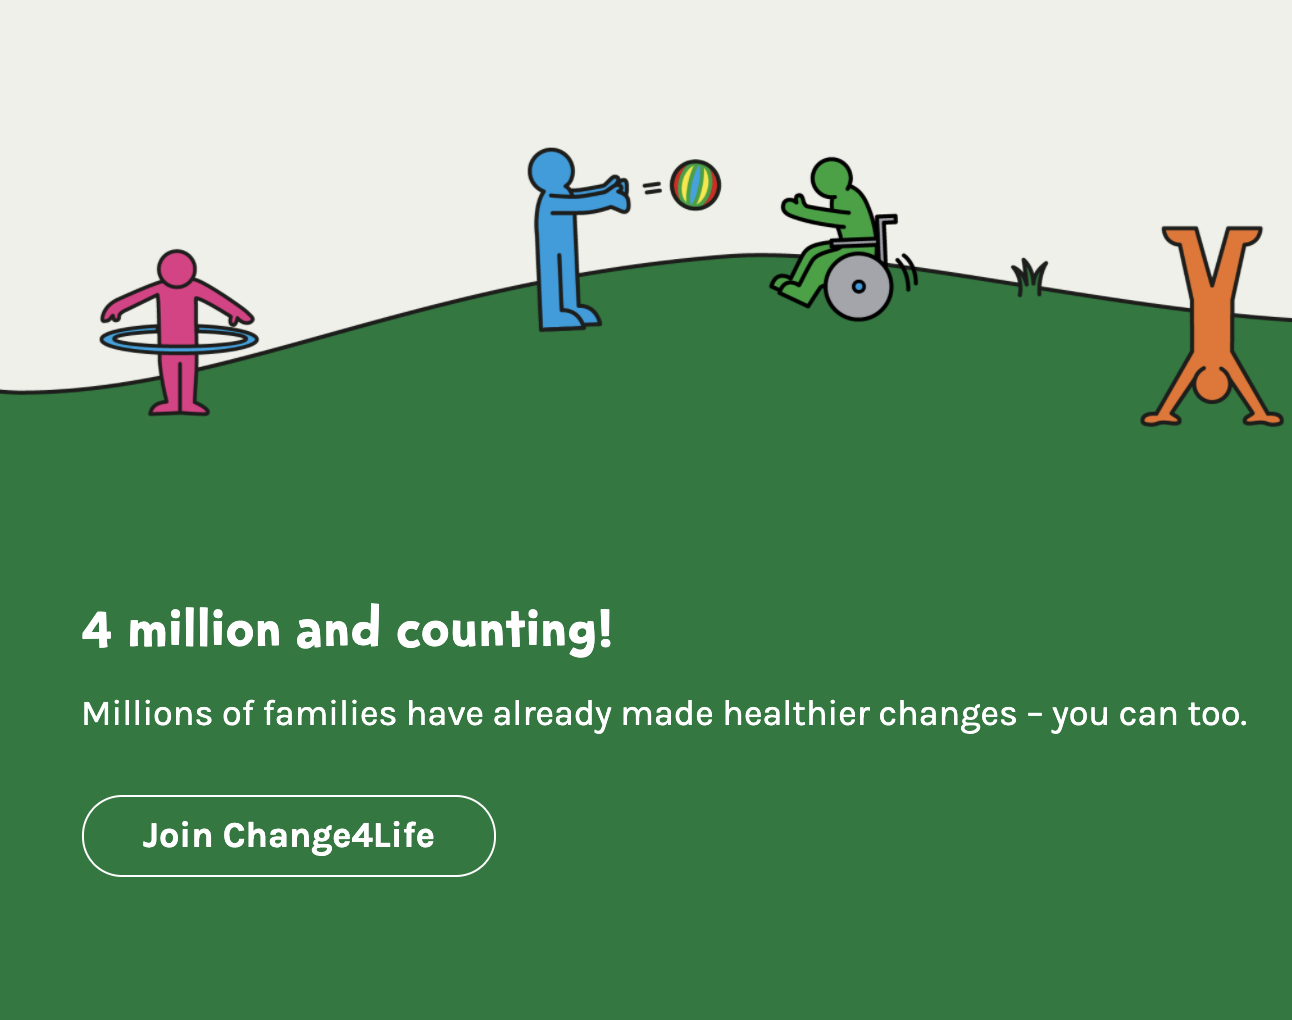 4 million and counting!
Millions of families have already made healthier changes – you can too.
Join Change4Life